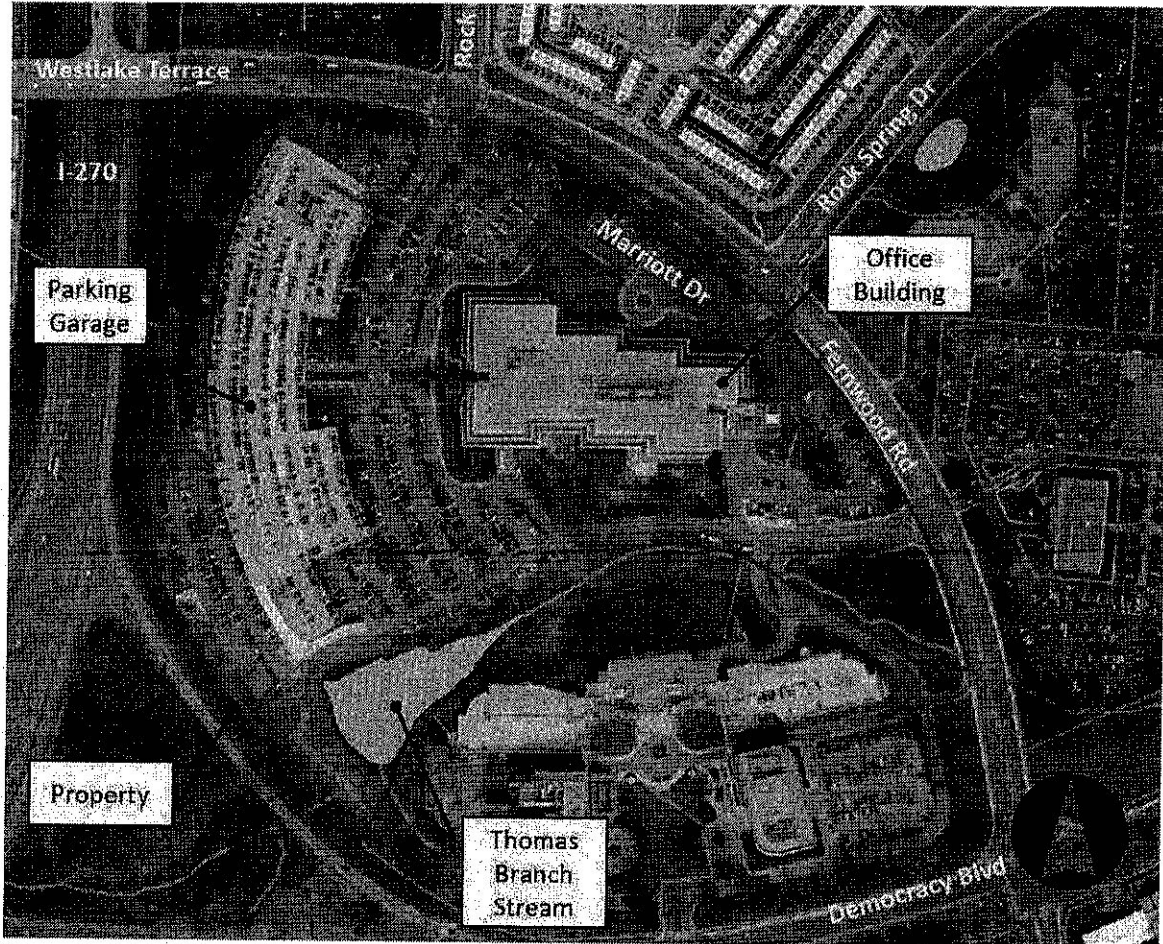 Rock
Westlake Terrace
I-270
Rock Spring Dr
Marriott Dr
Office
Building
Parking
Garage
Fernwood Rd
Property
Thomas
Branch
Stream
Democracy Blvd